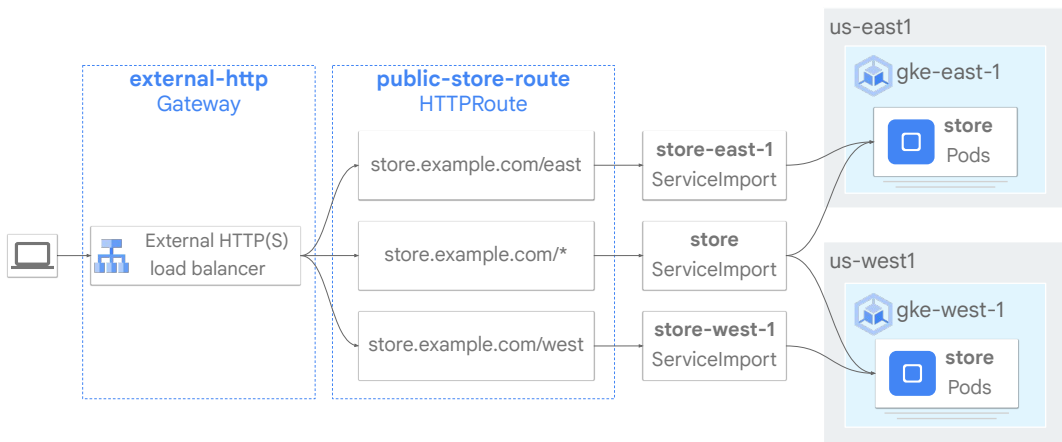 external-http
Gateway
External HTTP(S)
load balancer
public-store-route
HTTPRoute
store.example.com/east
store.example.com/*
store.example.com/west
store-east-1
ServiceImport
store
ServiceImport
store-west-1
ServiceImport
us-east1
gke-east-1
store
Pods
us-west1
gke-west-1
store
Pods